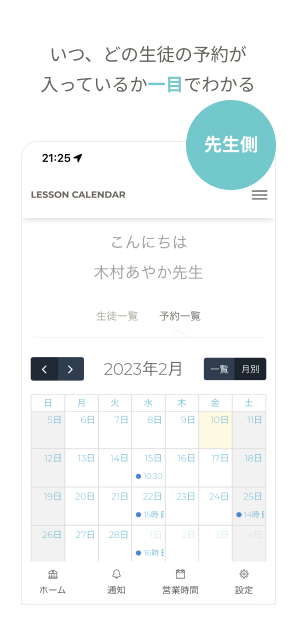 いつ、どの生徒の予約が
入っているか一目でわかる
先生側
21:25
LESSON CALENDAR
こんにちは
木村あやか先生
生徒一覧 予約一覧
2023年2月 一覧 月別
日 月 火 水 木 金 土
5日 6日 7日 8日 9日 10日 11日
12日 13日 14日 15日 16日 17日 18日
10:30
19日 20日 21日 22日 23日 24日 25日
15時 14時
26日 27日 28日 1日 2日 3日 4日
16時
ホーム 通知 営業時間 設定